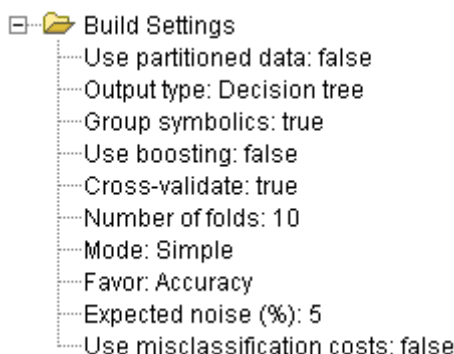 Build Settings
Use partitioned data: false
Output type: Decision tree
Group symbolics: true
Use boosting: false
Cross-validate: true
Number of folds: 10
Mode: Simple
Favor: Accuracy
Expected noise (%): 5
Use misclassification costs: false